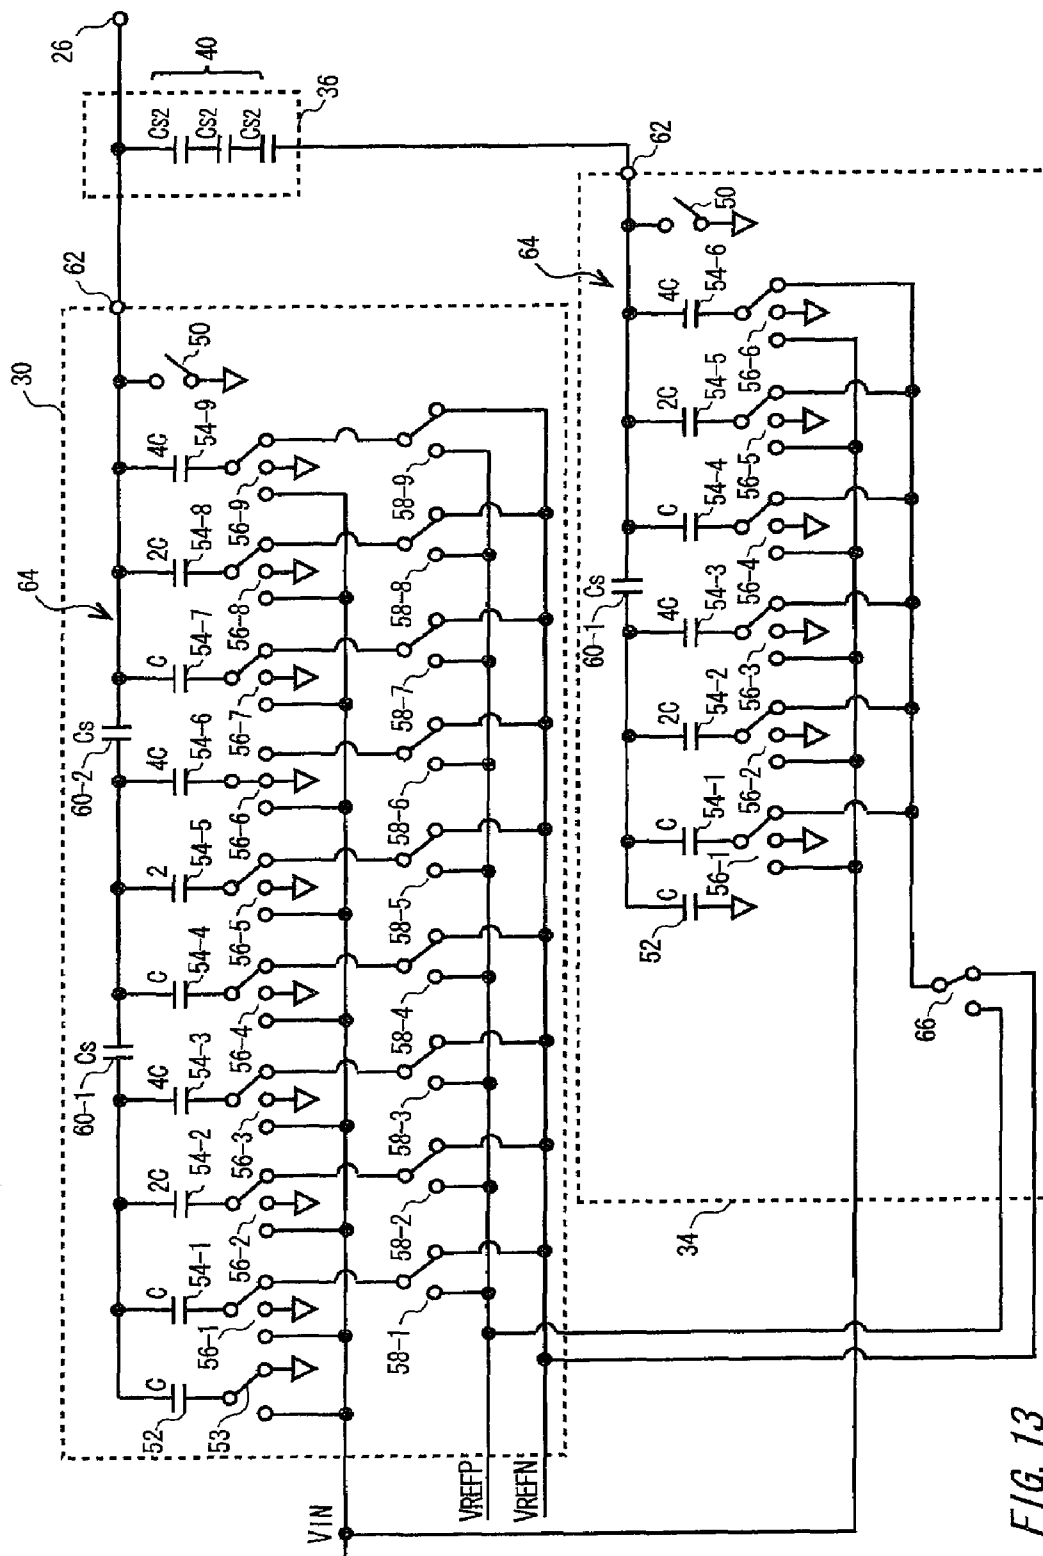 64
30
26
60-1
Cs
60-2
Cs
C
C
2C
4C
C
2
4C
C
2C
4C
Cs2
Cs2
Cs2
40
52
54-1
54-2
54-3
54-4
54-5
54-6
54-7
54-8
54-9
50
53
56-1
56-2
56-3
56-4
56-5
56-6
56-7
56-8
56-9
36
VIN
58-1
58-2
58-3
58-4
58-5
58-6
58-7
58-8
58-9
VREFP
VREFN
64
62
62
60-1
Cs
C
C
2C
4C
C
2C
4C
52
54-1
54-2
54-3
54-4
54-5
54-6
50
56-1
56-2
56-3
56-4
56-5
56-6
34
66
FIG. 13